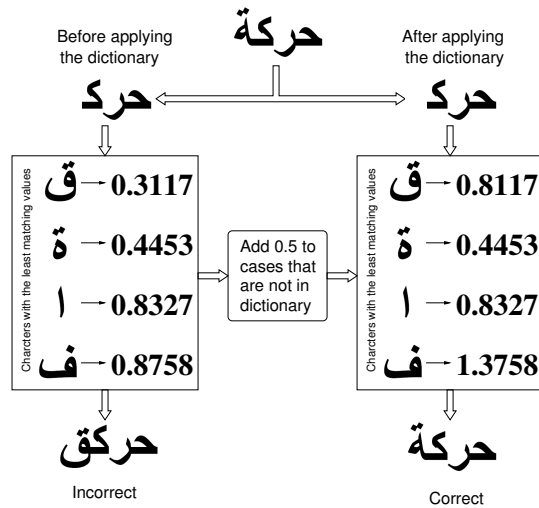 حركة
Before applying
the dictionary
حركـ
Charcters with the least matching values
ق → 0.3117
ة → 0.4453
ا → 0.8327
ف → 0.8758
حركق
Incorrect
Add 0.5 to
cases that
are not in
dictionary
After applying
the dictionary
حركـ
Charcters with the least matching values
ق → 0.8117
ة → 0.4453
ا → 0.8327
ف → 1.3758
حركة
Correct